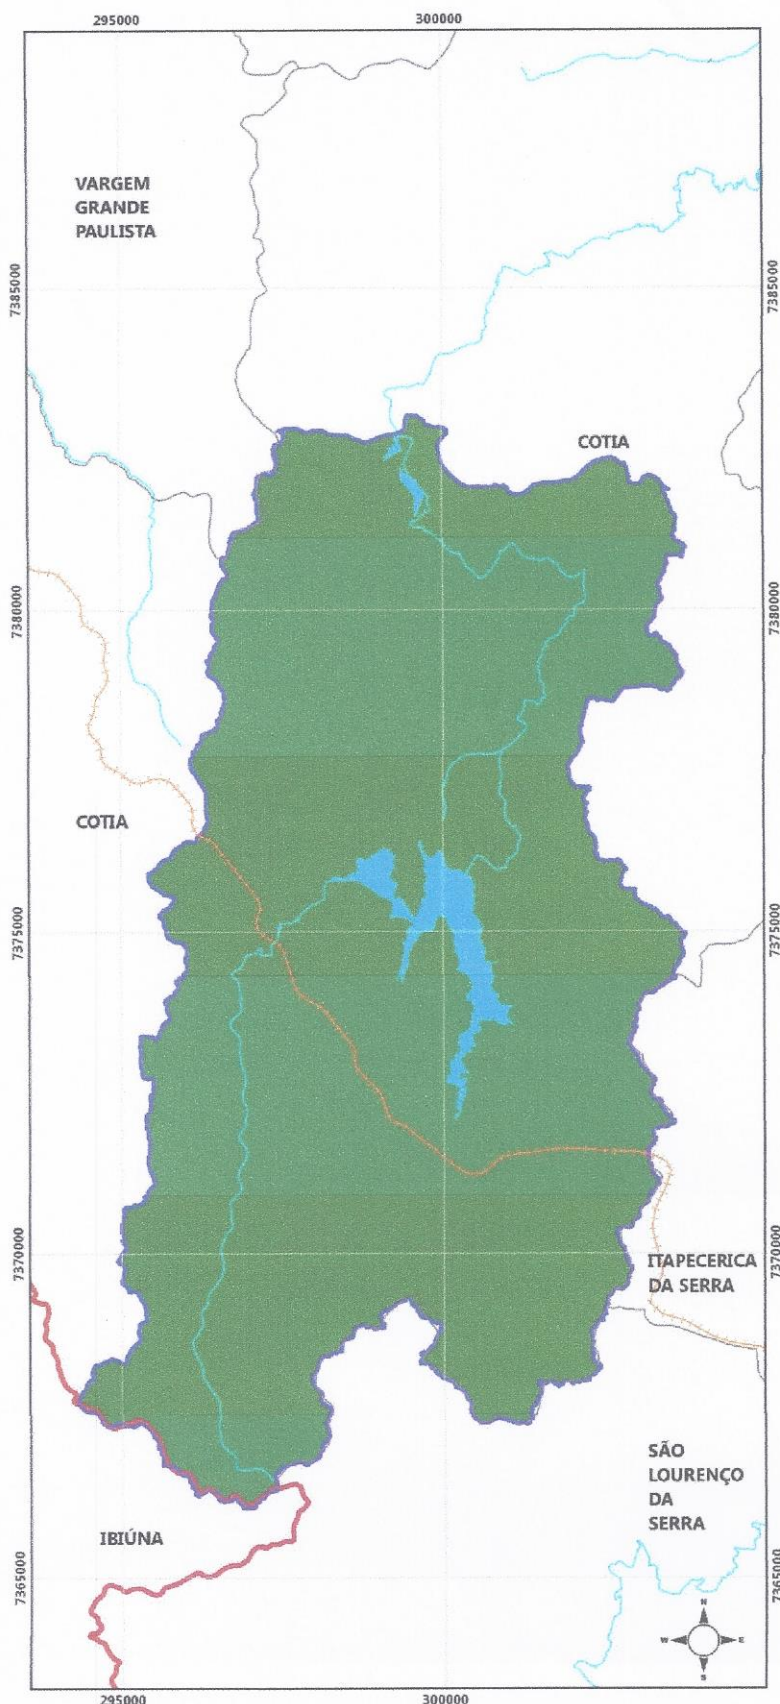 295000
300000
VARGEM
GRANDE
PAULISTA
7385000
7385000
COTIA
7380000
7380000
COTIA
7375000
7375000
7370000
7370000
ITAPECERICA
DA SERRA
SÃO
LOURENÇO
DA
SERRA
IBIÚNA
7365000
7365000
N
W
E
S
295000
300000